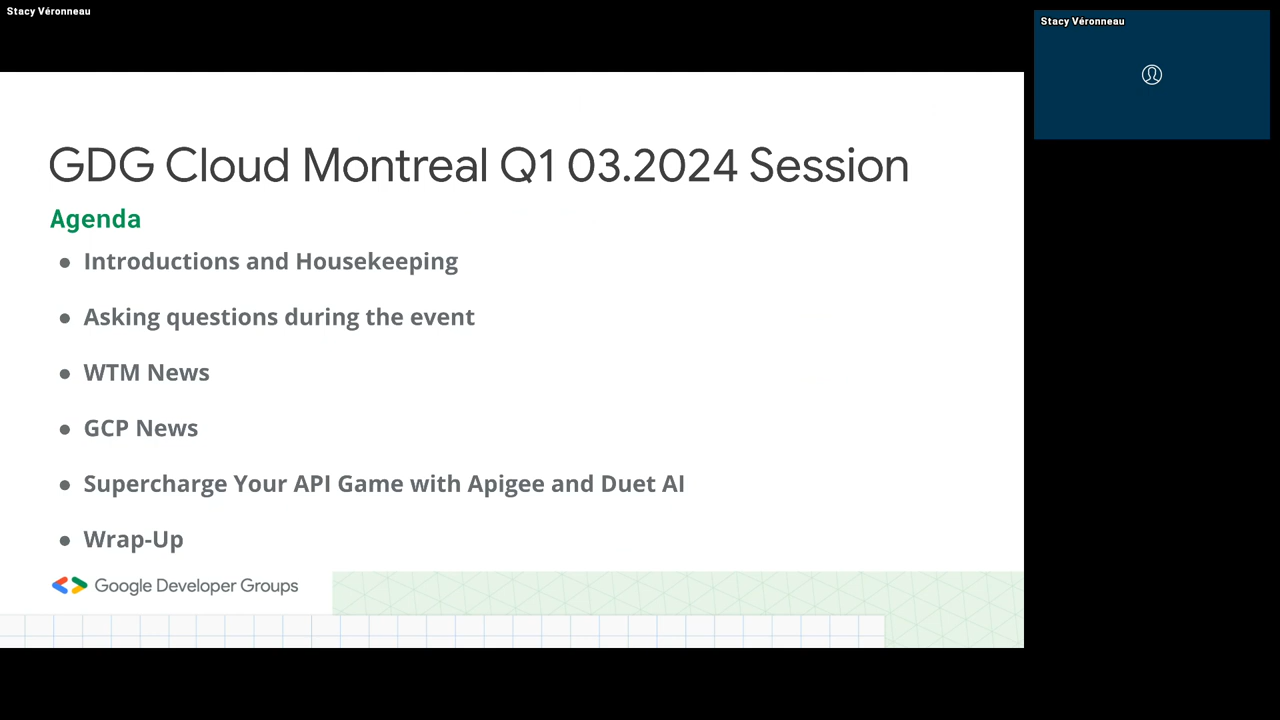 Stacy Véronneau
Stacy Véronneau
GDG Cloud Montreal Q1 03.2024 Session
Agenda
● Introductions and Housekeeping
● Asking questions during the event
● WTM News
● GCP News
● Supercharge Your API Game with Apigee and Duet AI
● Wrap-Up
Google Developer Groups